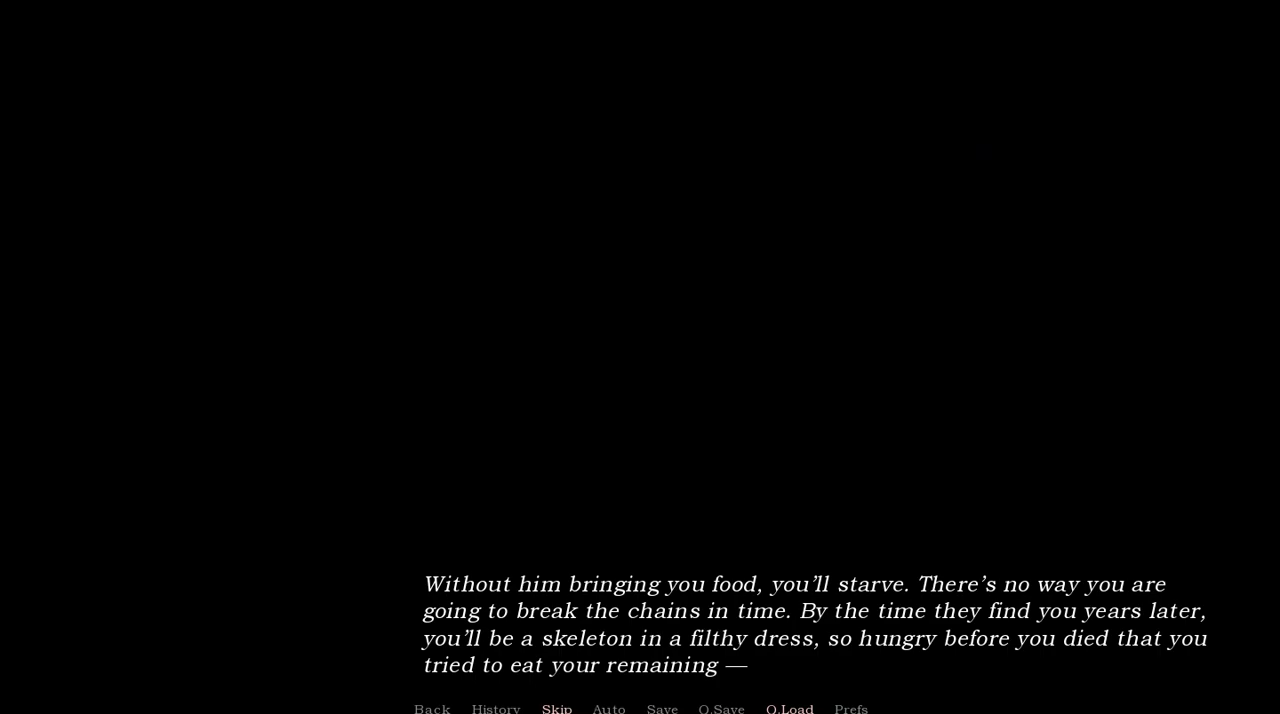 Without him bringing you food, you’ll starve. There’s no way you are
going to break the chains in time. By the time they find you years later,
you’ll be a skeleton in a filthy dress, so hungry before you died that you
tried to eat your remaining —
Back History Skip Auto Save Q.Save Q.Load Prefs